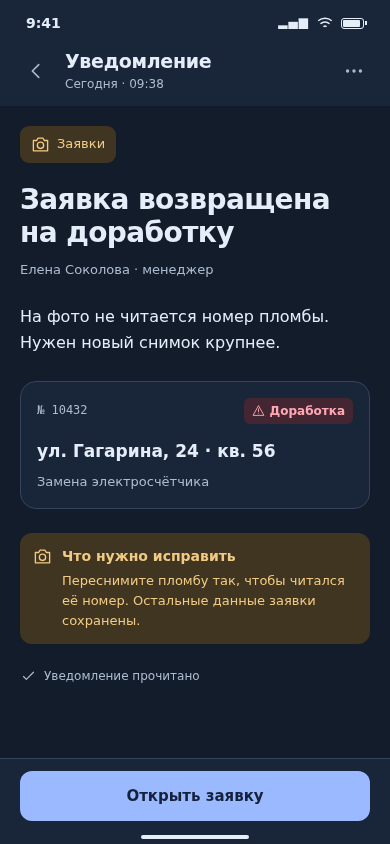 9:41
Уведомление
Сегодня · 09:38
Заявки
Заявка возвращена
на доработку
Елена Соколова · менеджер
На фото не читается номер пломбы.
Нужен новый снимок крупнее.
№ 10432
Доработка
ул. Гагарина, 24 · кв. 56
Замена электросчётчика
Что нужно исправить
Переснимите пломбу так, чтобы читался
её номер. Остальные данные заявки
сохранены.
Уведомление прочитано
Открыть заявку